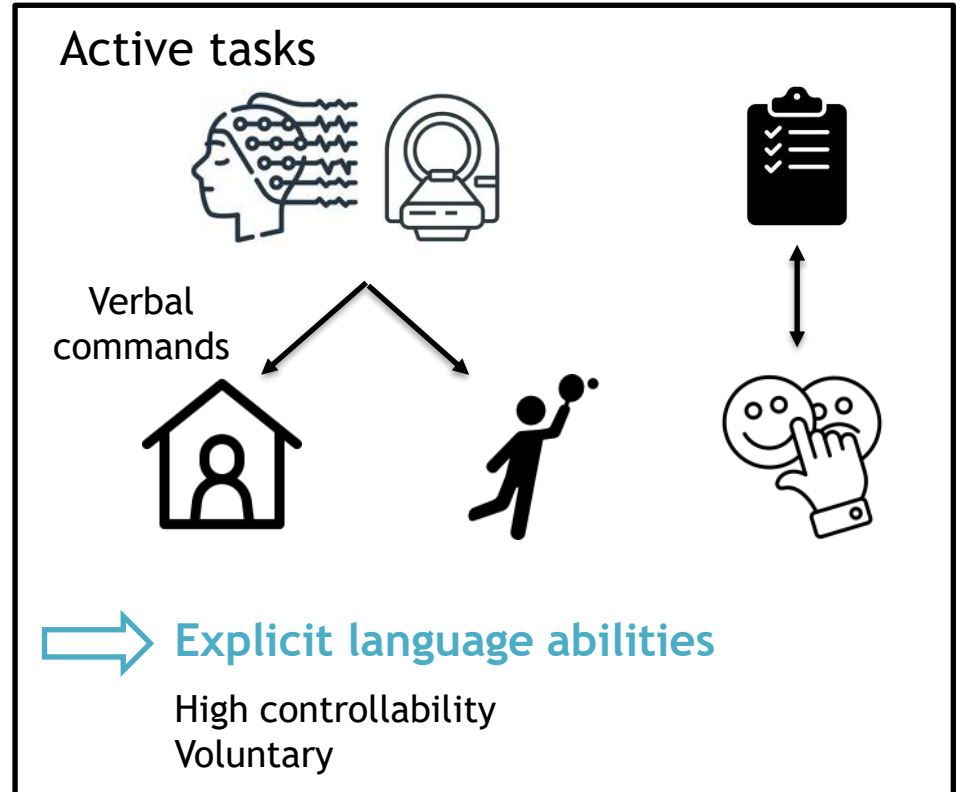 Active tasks
Verbal
commands
Explicit language abilities
High controllability
Voluntary